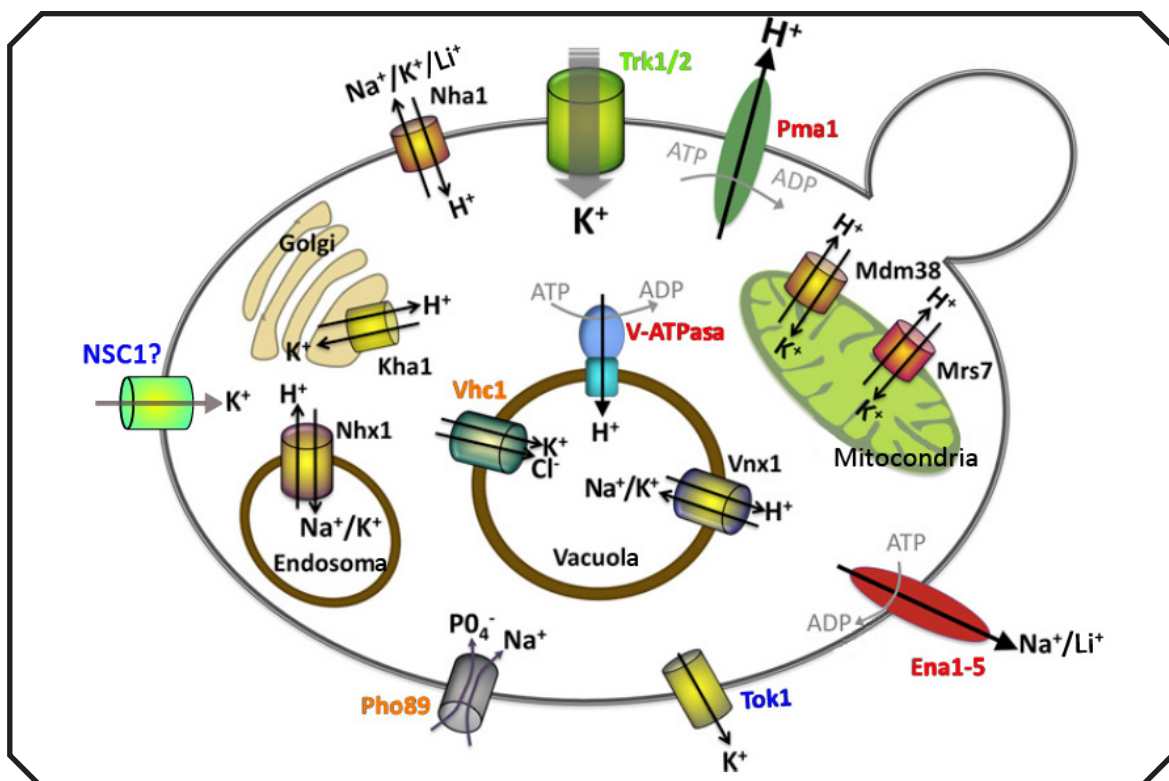 H⁺
Trk1/2
Na⁺/K⁺/Li⁺
Nha1
Pma1
ATP
ADP
H⁺
K⁺
Golgi
H⁺
Mdm38
ATP
ADP
H⁺
H⁺
K⁺
Kha1
V-ATPasa
K⁺
Mrs7
NSC1?
K⁺
Vhc1
K⁺
H⁺
Nhx1
H⁺
K⁺
Cl⁻
Mitocondria
Vnx1
Na⁺/K⁺
H⁺
Na⁺/K⁺
Endosoma
Vacuola
ATP
ADP
PO₄⁻
Na⁺
Na⁺/Li⁺
Ena1-5
Pho89
Tok1
K⁺